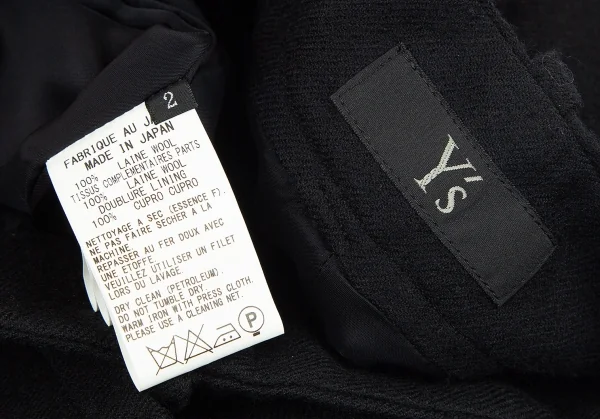 2
FABRIQUE AU J
MADE IN JAPAN
100% LAINE WOOL
TISSUS COMPLEMENTAIRES PARTS
100% LAINE WOOL
DOUBLURE LINING
100% CUPRO CUPRO
NETTOYAGE A SEC (ESSENCE F).
NE PAS FAIRE SECHER A LA
MACHINE.
REPASSER AU FER DOUX AVEC
UNE ETOFFE.
VEUILLEZ UTILISER UN FILET
LORS DU LAVAGE.
DRY CLEAN (PETROLEUM).
DO NOT TUMBLE DRY.
WARM IRON WITH PRESS CLOTH.
PLEASE USE A CLEANING NET.
P
Y's